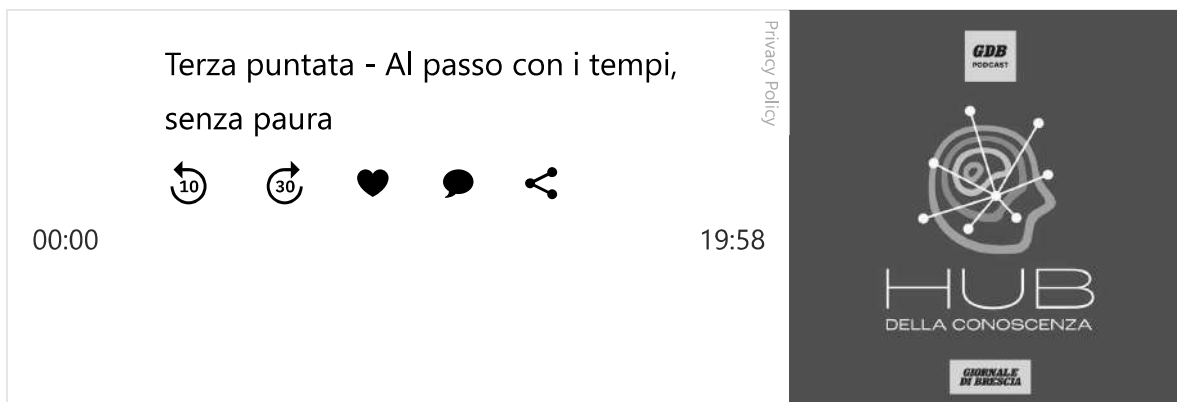 Terza puntata - Al passo con i tempi,
senza paura
10
30
00:00
19:58
Privacy Policy
GDB
PODCAST
HUB
DELLA CONOSCENZA
GIORNALE
DI BRESCIA